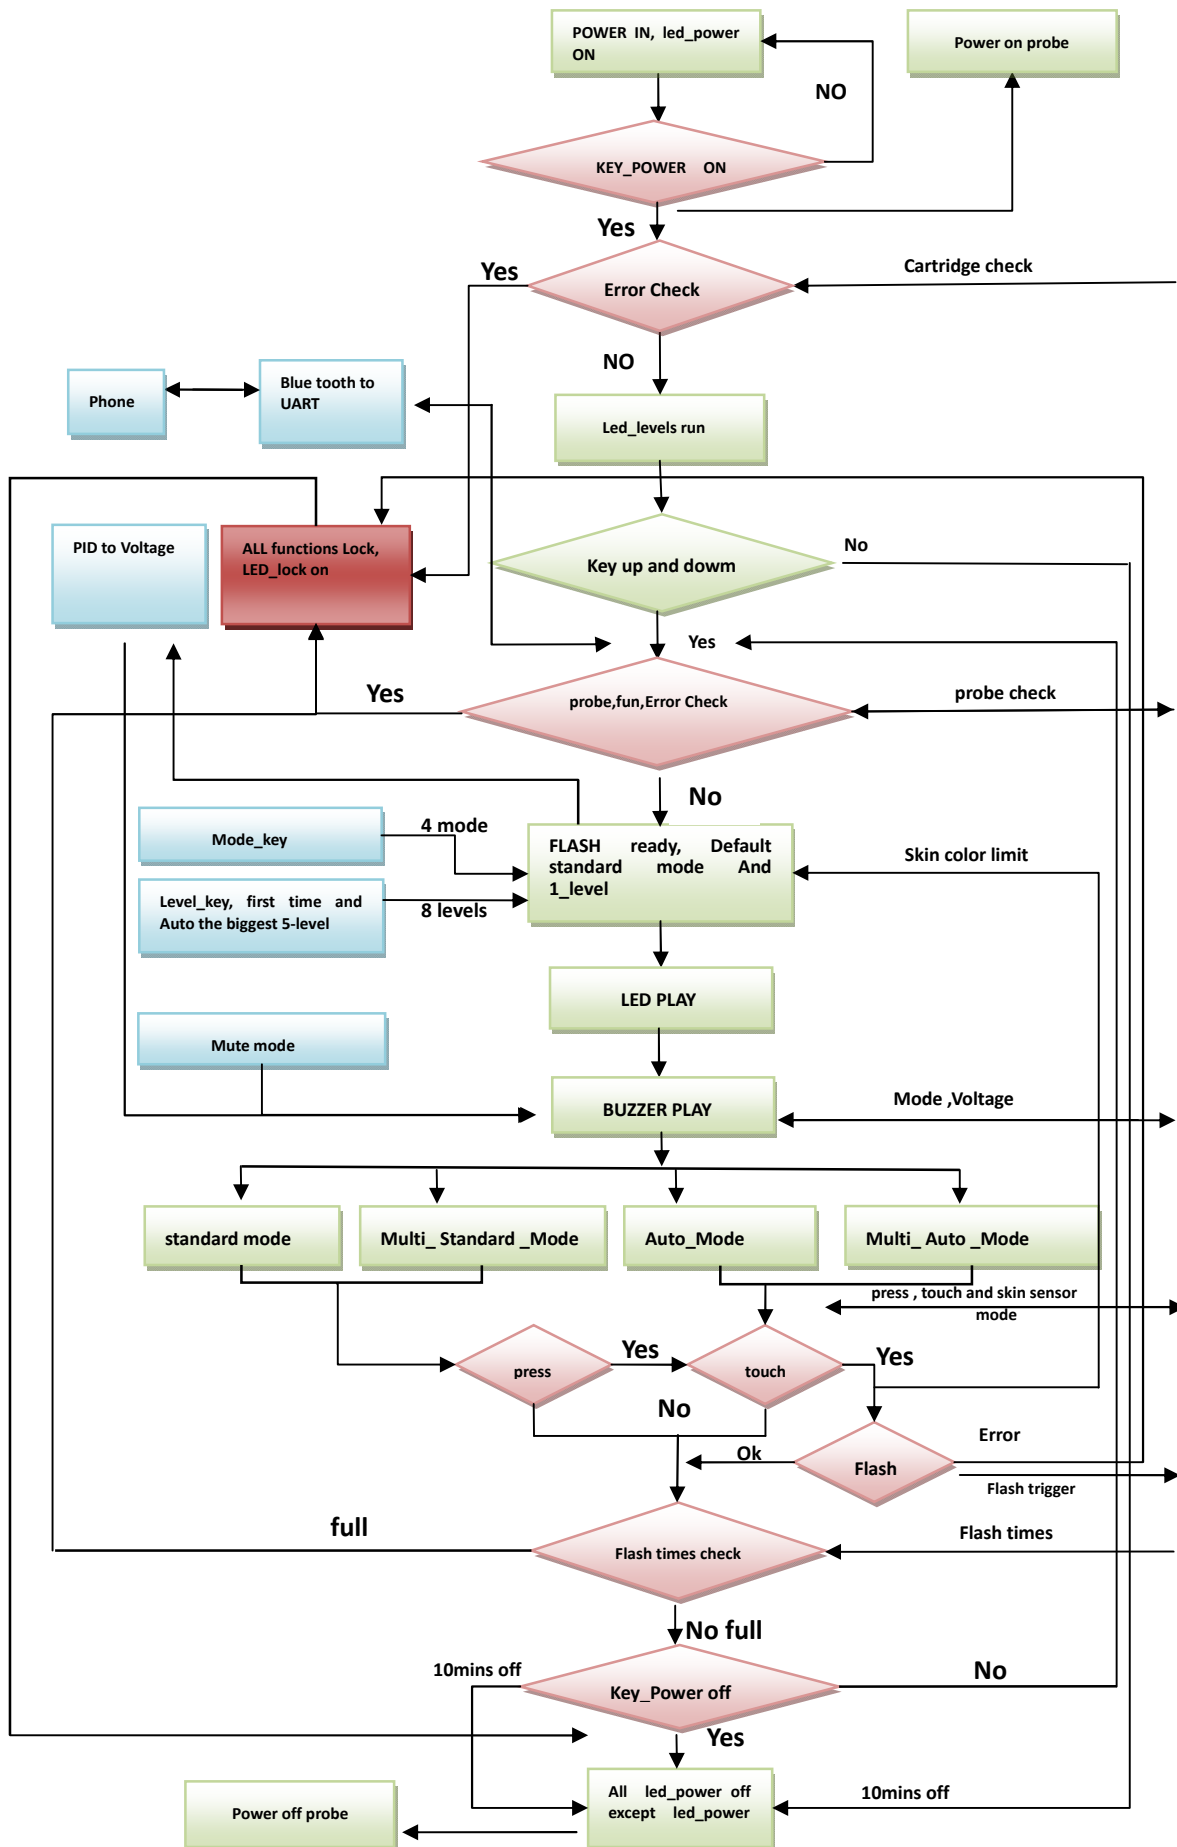 POWER IN, led_power
ON
Power on probe
NO
KEY_POWER ON
Yes
Yes
Cartridge check
Error Check
NO
Phone
Blue tooth to
UART
Led_levels run
PID to Voltage
ALL functions Lock,
LED_lock on
No
Key up and dowm
Yes
Yes
probe,fun,Error Check
probe check
No
Mode_key
4 mode
FLASH ready, Default
standard mode And
1_level
Skin color limit
Level_key, first time and
Auto the biggest 5-level
8 levels
LED PLAY
Mute mode
BUZZER PLAY
Mode ,Voltage
standard mode
Multi_ Standard _Mode
Auto_Mode
Multi_ Auto _Mode
press , touch and skin sensor
mode
press
Yes
touch
Yes
No
Ok
Flash
Error
Flash trigger
full
Flash times check
Flash times
No full
10mins off
Key_Power off
No
Yes
Power off probe
All led_power off
except led_power
10mins off